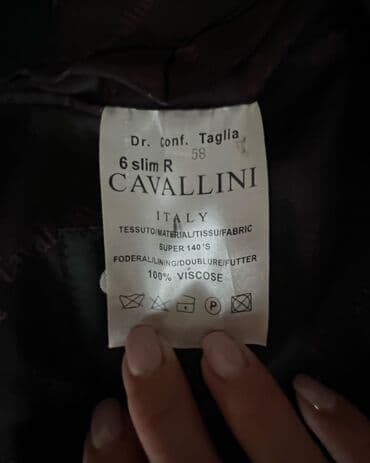 Dr. Conf. Taglia
58
6 slim R
CAVALLINI
ITALY
TESSUTO/MATERIAL/TISSU/FABRIC
SUPER 140'S
FODERAL/LINING/DOUBLURE/FUTTER
100% VISCOSE
P